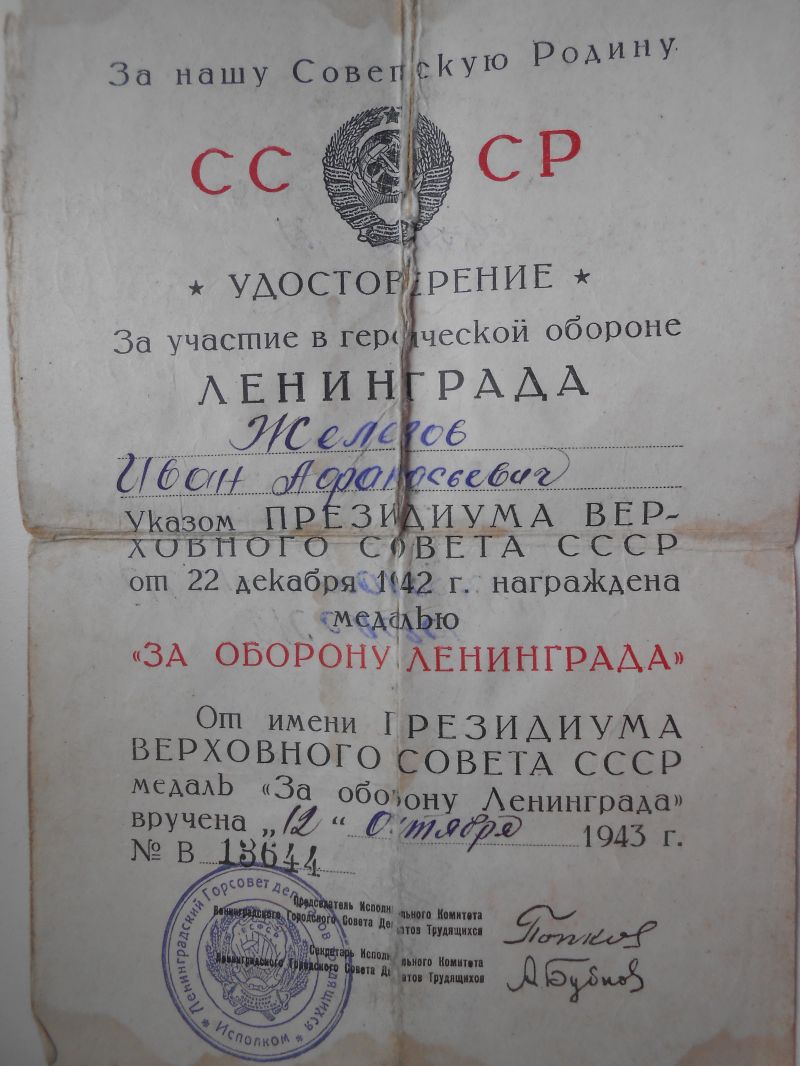 За нашу Советскую Родину
СС СР
★ УДОСТОВЕРЕНИЕ ★
За участие в героической обороне
ЛЕНИНГРАДА
Железов
Иван Афанасьевич
Указом ПРЕЗИДИУМА ВЕР-
ХОВНОГО СОВЕТА СССР
от 22 декабря 1942 г. награждена
медалью
«ЗА ОБОРОНУ ЛЕНИНГРАДА»
От имени ПРЕЗИДИУМА
ВЕРХОВНОГО СОВЕТА СССР
медаль «За оборону Ленинграда»
вручена „12“ Октября 1943 г.
№ В 13644
Председатель Исполнительного Комитета
Ленинградского Городского Совета Депутатов Трудящихся
Попков
Секретарь Исполнительного Комитета
Ленинградского Городского Совета Депутатов Трудящихся
А Бубнов
Ленинградский Горсовет депутатов трудящихся
★ Исполком ★
РСФСР